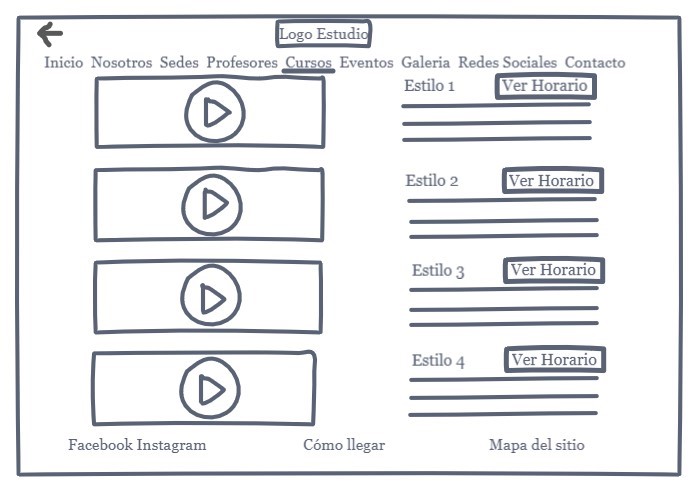 Logo Estudio
Inicio Nosotros Sedes Profesores Cursos Eventos Galeria Redes Sociales Contacto
Estilo 1 Ver Horario
Estilo 2 Ver Horario
Estilo 3 Ver Horario
Estilo 4 Ver Horario
Facebook Instagram Cómo llegar Mapa del sitio